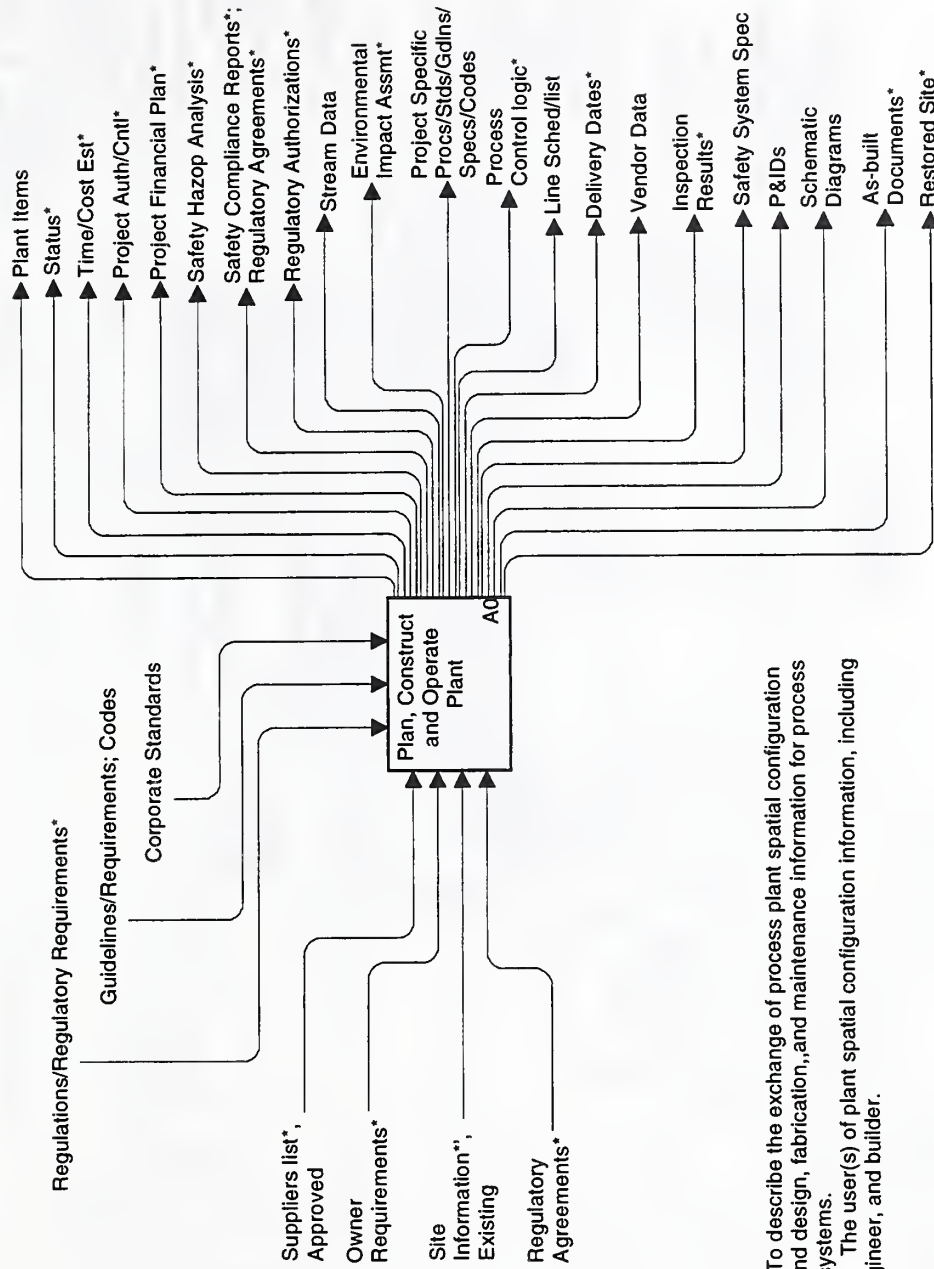 Regulations/Regulatory Requirements*
Guidelines/Requirements; Codes
Corporate Standards
Suppliers list*,
Approved
Owner
Requirements*
Site
Information*',
Existing
Regulatory
Agreements*
Plan, Construct
and Operate
Plant
A0
Plant Items
Status*
Time/Cost Est*
Project Auth/Cntl*
Project Financial Plan*
Safety Hazop Analysis*
Safety Compliance Reports*;
Regulatory Agreements*
Regulatory Authorizations*
Stream Data
Environmental
Impact Assmt*
Project Specific
Procs/Stds/Gdlns/
Specs/Codes
Process
Control logic*
Line Sched/list
Delivery Dates*
Vendor Data
Inspection
Results*
Safety System Spec
P&IDs
Schematic
Diagrams
As-built
Documents*
Restored Site*
To describe the exchange of process plant spatial configuration
nd design, fabrication,,and maintenance information for process
systems.
The user(s) of plant spatial configuration information, including
gineer, and builder.